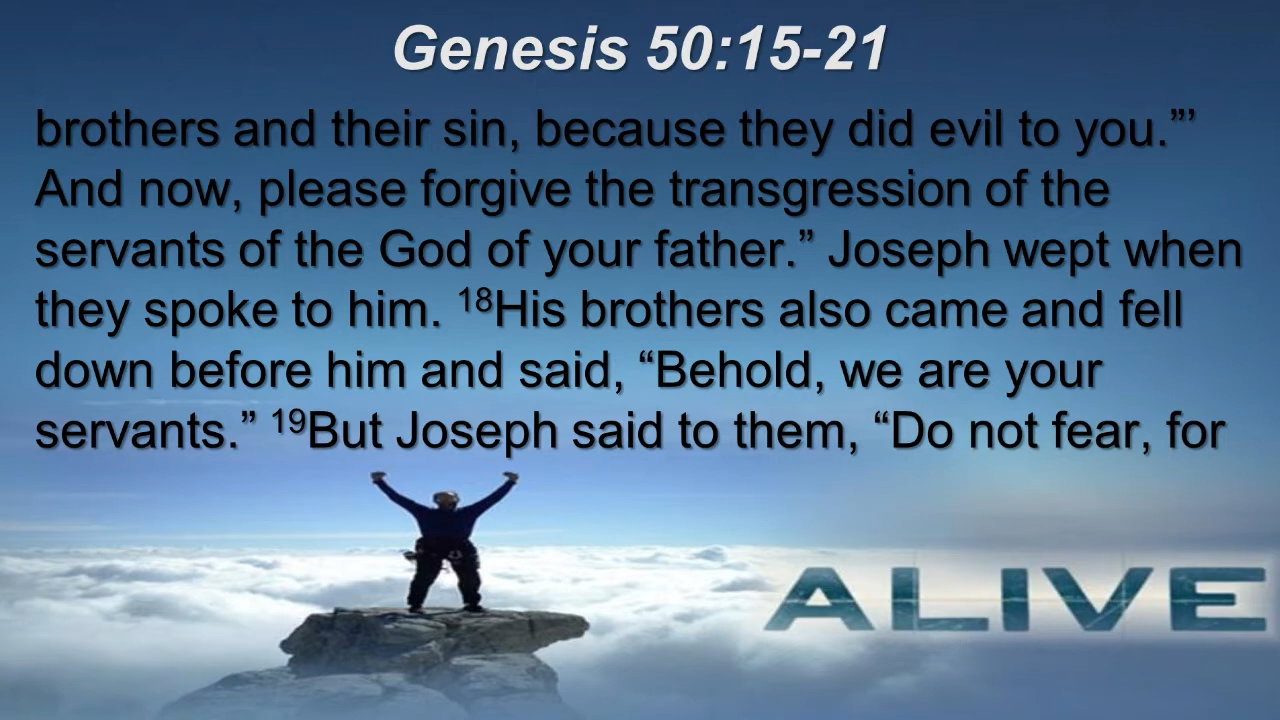 Genesis 50:15-21
brothers and their sin, because they did evil to you.”’
And now, please forgive the transgression of the
servants of the God of your father.” Joseph wept when
they spoke to him. 18His brothers also came and fell
down before him and said, “Behold, we are your
servants.” 19But Joseph said to them, “Do not fear, for
ALIVE